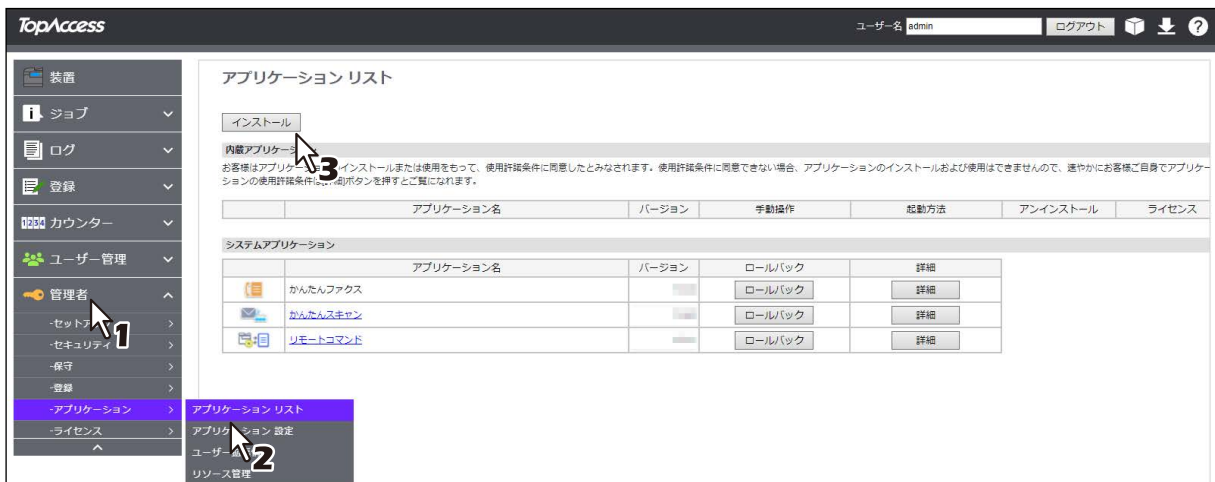 TopAccess
ユーザー名 admin ログアウト
装置
ジョブ
ログ
登録
カウンター
ユーザー管理
管理者
-セットア
-セキュリティ
-保守
-登録
-アプリケーション
-ライセンス
アプリケーション リスト
アプリケーション 設定
ユーザー
リソース管理
1
2
アプリケーション リスト
インストール
3
内蔵アプリケーション
お客様はアプリケーションのインストールまたは使用をもって、使用許諾条件に同意したとみなされます。使用許諾条件に同意できない場合、アプリケーションのインストールおよび使用はできませんので、速やかにお客様ご自身でアプリケー
ションの使用許諾条件は[詳細]ボタンを押すとご覧になれます。
アプリケーション名 バージョン 手動操作 起動方法 アンインストール ライセンス
システムアプリケーション
アプリケーション名 バージョン ロールバック 詳細
かんたんファクス ロールバック 詳細
かんたんスキャン ロールバック 詳細
リモートコマンド ロールバック 詳細